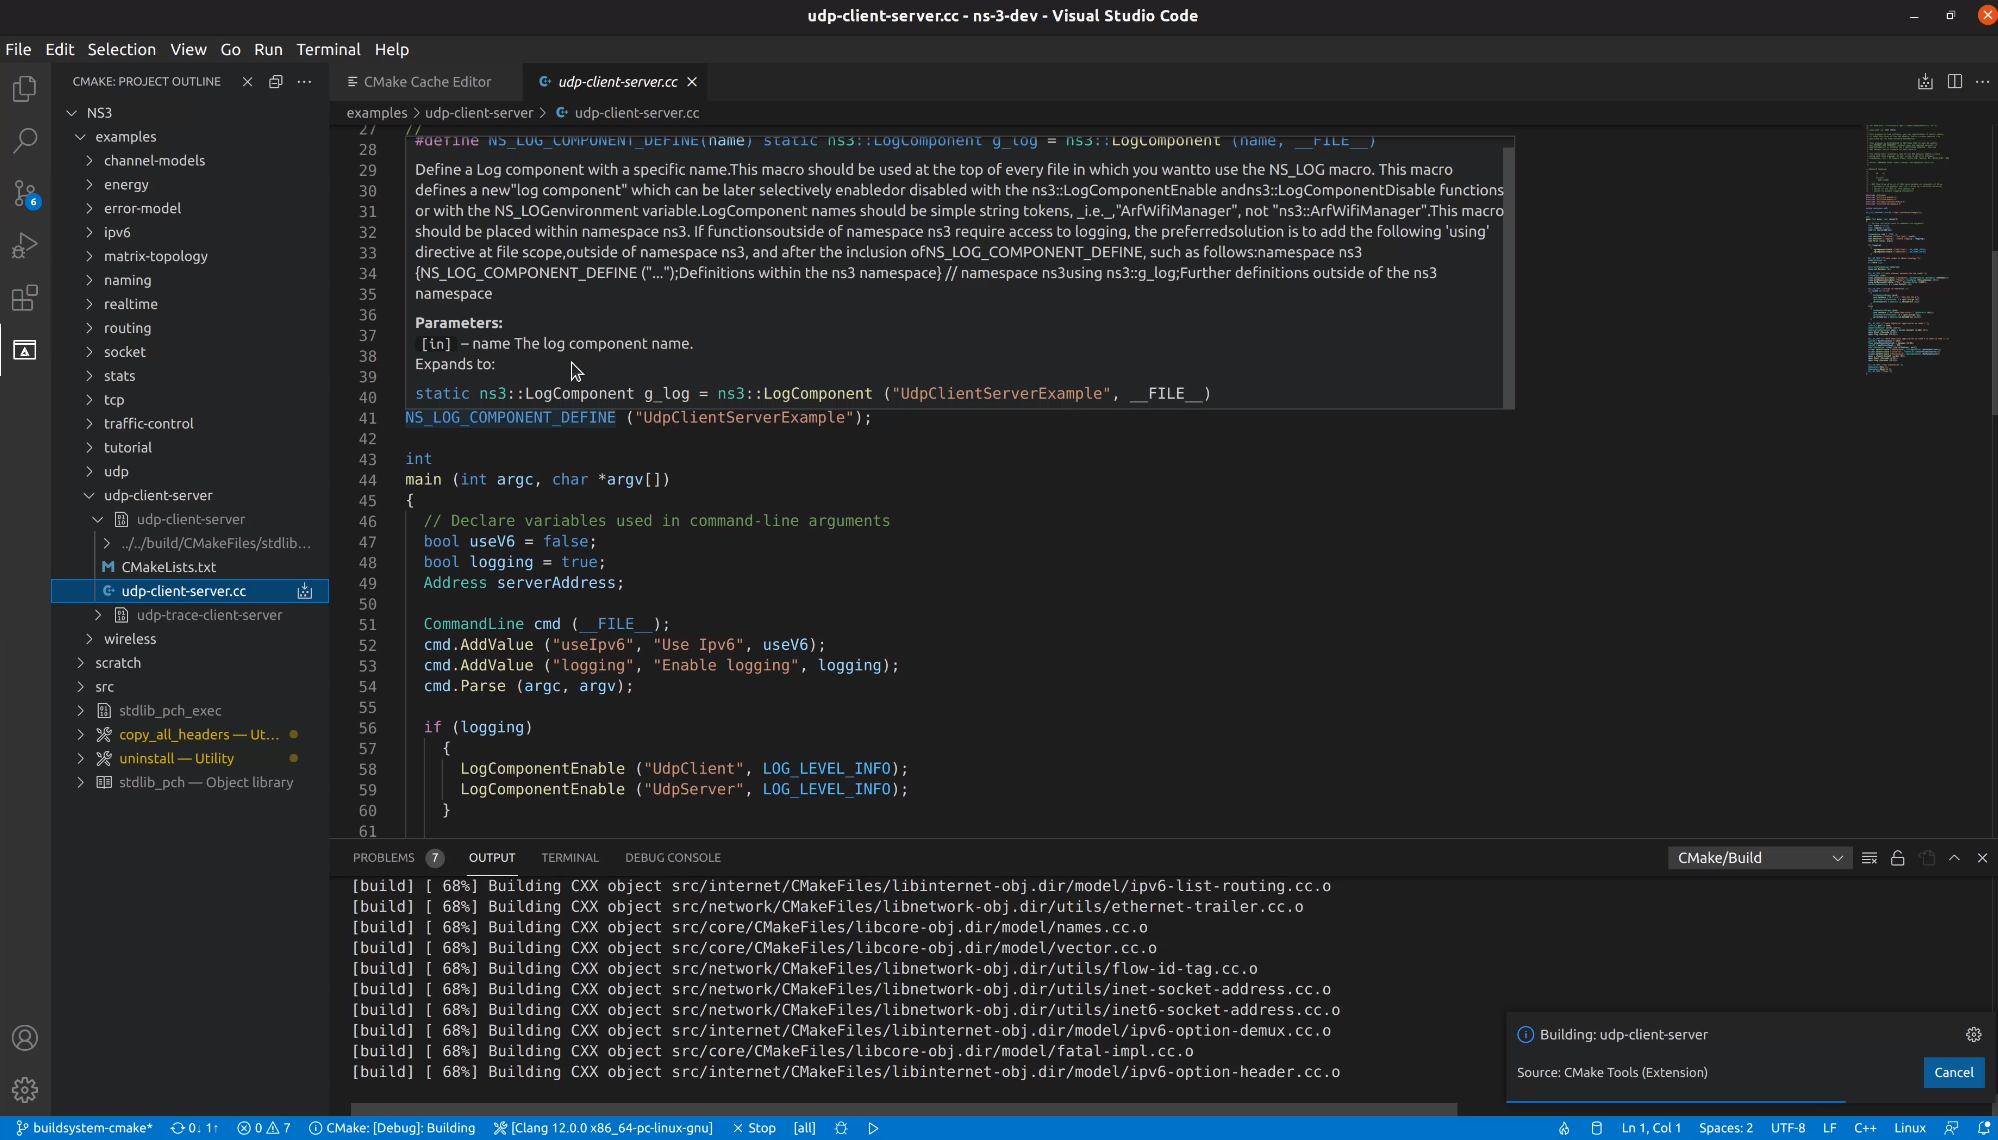 udp-client-server.cc - ns-3-dev - Visual Studio Code
File Edit Selection View Go Run Terminal Help
CMAKE: PROJECT OUTLINE
NS3
examples
channel-models
energy
error-model
ipv6
matrix-topology
naming
realtime
routing
socket
stats
tcp
traffic-control
tutorial
udp
udp-client-server
udp-client-server
../../build/CMakeFiles/stdlib...
CMakeLists.txt
udp-client-server.cc
udp-trace-client-server
wireless
scratch
src
stdlib_pch_exec
copy_all_headers — Ut...
uninstall — Utility
stdlib_pch — Object library
6
CMake Cache Editor
udp-client-server.cc
examples > udp-client-server > udp-client-server.cc
27 //
28 #define NS_LOG_COMPONENT_DEFINE(name) static ns3::LogComponent g_log = ns3::LogComponent (name, __FILE__)
29 Define a Log component with a specific name.This macro should be used at the top of every file in which you wantto use the NS_LOG macro. This macro
30 defines a new"log component" which can be later selectively enabledor disabled with the ns3::LogComponentEnable andns3::LogComponentDisable functions
31 or with the NS_LOGenvironment variable.LogComponent names should be simple string tokens, _i.e._,"ArfWifiManager", not "ns3::ArfWifiManager".This macro
32 should be placed within namespace ns3. If functionsoutside of namespace ns3 require access to logging, the preferredsolution is to add the following 'using'
33 directive at file scope,outside of namespace ns3, and after the inclusion ofNS_LOG_COMPONENT_DEFINE, such as follows:namespace ns3
34 {NS_LOG_COMPONENT_DEFINE ("...");Definitions within the ns3 namespace} // namespace ns3using ns3::g_log;Further definitions outside of the ns3
35 namespace
36 Parameters:
37 [in] – name The log component name.
38 Expands to:
39
40 static ns3::LogComponent g_log = ns3::LogComponent ("UdpClientServerExample", __FILE__)
41 NS_LOG_COMPONENT_DEFINE ("UdpClientServerExample");
42
43 int
44 main (int argc, char *argv[])
45 {
46 // Declare variables used in command-line arguments
47 bool useV6 = false;
48 bool logging = true;
49 Address serverAddress;
50
51 CommandLine cmd (__FILE__);
52 cmd.AddValue ("useIpv6", "Use Ipv6", useV6);
53 cmd.AddValue ("logging", "Enable logging", logging);
54 cmd.Parse (argc, argv);
55
56 if (logging)
57 {
58 LogComponentEnable ("UdpClient", LOG_LEVEL_INFO);
59 LogComponentEnable ("UdpServer", LOG_LEVEL_INFO);
60 }
61
PROBLEMS 7 OUTPUT TERMINAL DEBUG CONSOLE CMake/Build
[build] [ 68%] Building CXX object src/internet/CMakeFiles/libinternet-obj.dir/model/ipv6-list-routing.cc.o
[build] [ 68%] Building CXX object src/network/CMakeFiles/libnetwork-obj.dir/utils/ethernet-trailer.cc.o
[build] [ 68%] Building CXX object src/core/CMakeFiles/libcore-obj.dir/model/names.cc.o
[build] [ 68%] Building CXX object src/core/CMakeFiles/libcore-obj.dir/model/vector.cc.o
[build] [ 68%] Building CXX object src/network/CMakeFiles/libnetwork-obj.dir/utils/flow-id-tag.cc.o
[build] [ 68%] Building CXX object src/network/CMakeFiles/libnetwork-obj.dir/utils/inet-socket-address.cc.o
[build] [ 68%] Building CXX object src/network/CMakeFiles/libnetwork-obj.dir/utils/inet6-socket-address.cc.o
[build] [ 68%] Building CXX object src/internet/CMakeFiles/libinternet-obj.dir/model/ipv6-option-demux.cc.o
[build] [ 68%] Building CXX object src/core/CMakeFiles/libcore-obj.dir/model/fatal-impl.cc.o
[build] [ 68%] Building CXX object src/internet/CMakeFiles/libinternet-obj.dir/model/ipv6-option-header.cc.o
Building: udp-client-server
Source: CMake Tools (Extension)
Cancel
buildsystem-cmake* 0↓ 1↑ 0 7 CMake: [Debug]: Building [Clang 12.0.0 x86_64-pc-linux-gnu] Stop [all] Ln 1, Col 1 Spaces: 2 UTF-8 LF C++ Linux